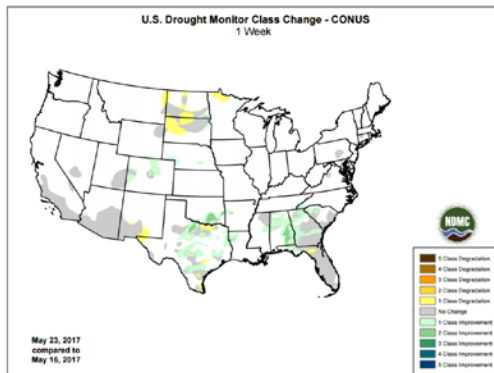 U.S. Drought Monitor Class Change - CONUS
1 Week
NDMC
5 Class Degradation
4 Class Degradation
3 Class Degradation
2 Class Degradation
1 Class Degradation
No Change
1 Class Improvement
2 Class Improvement
3 Class Improvement
4 Class Improvement
5 Class Improvement
May 23, 2017
compared to
May 16, 2017